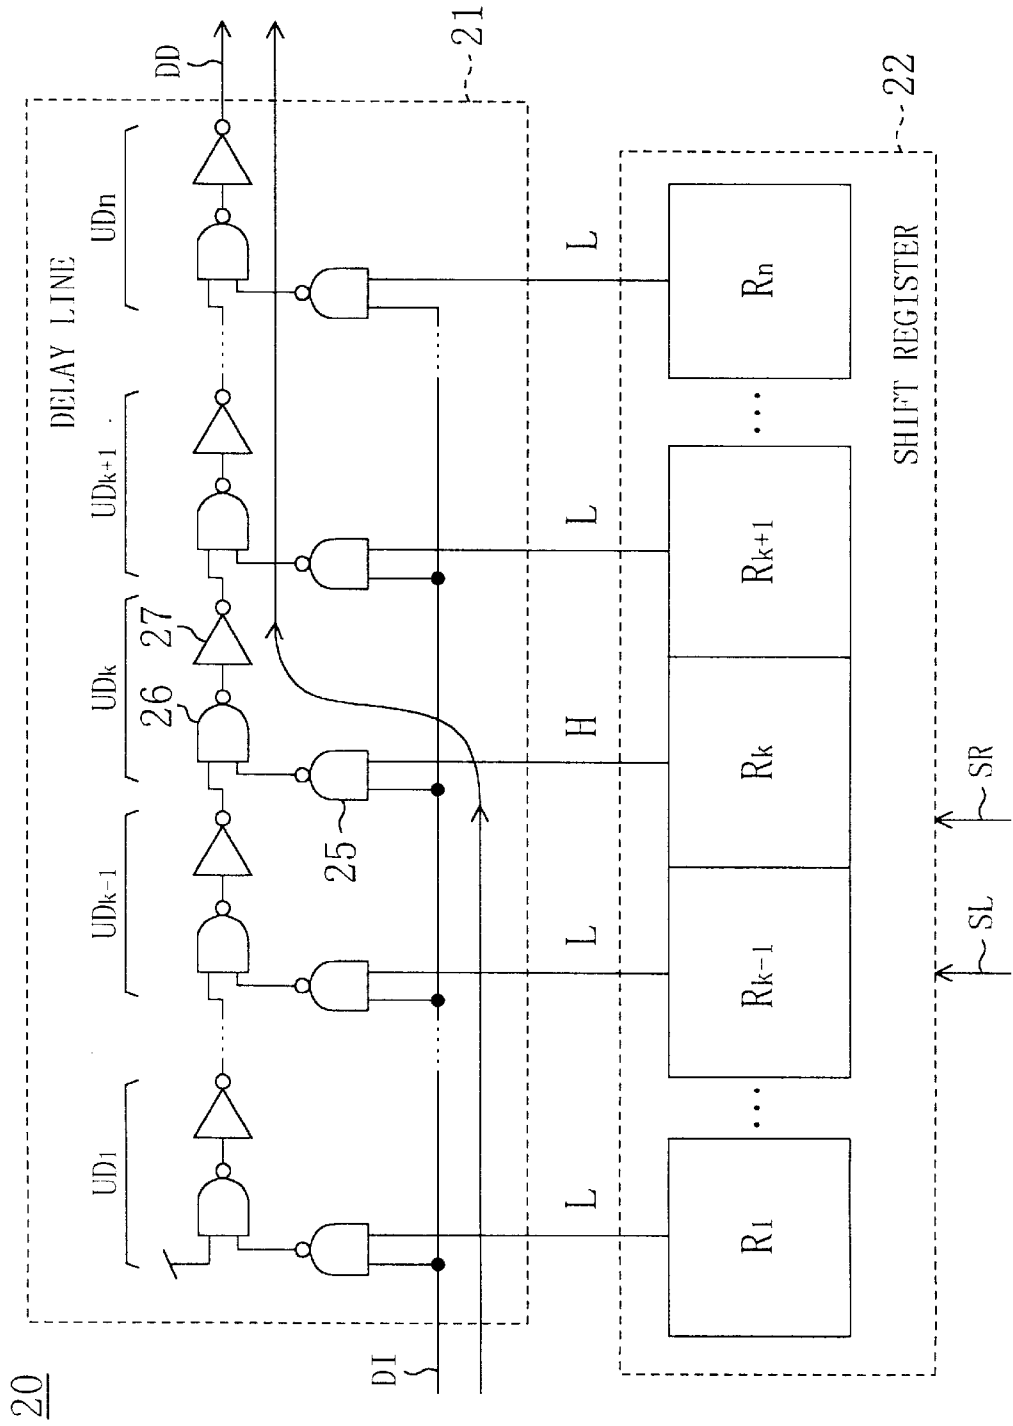 20
DELAY LINE
UD1
UDk-1
UDk
UDk+1
UDn
DD
26
27
25
21
DI
L
L
H
L
L
R1
....
Rk-1
Rk
Rk+1
....
Rn
SHIFT REGISTER
22
SL
SR